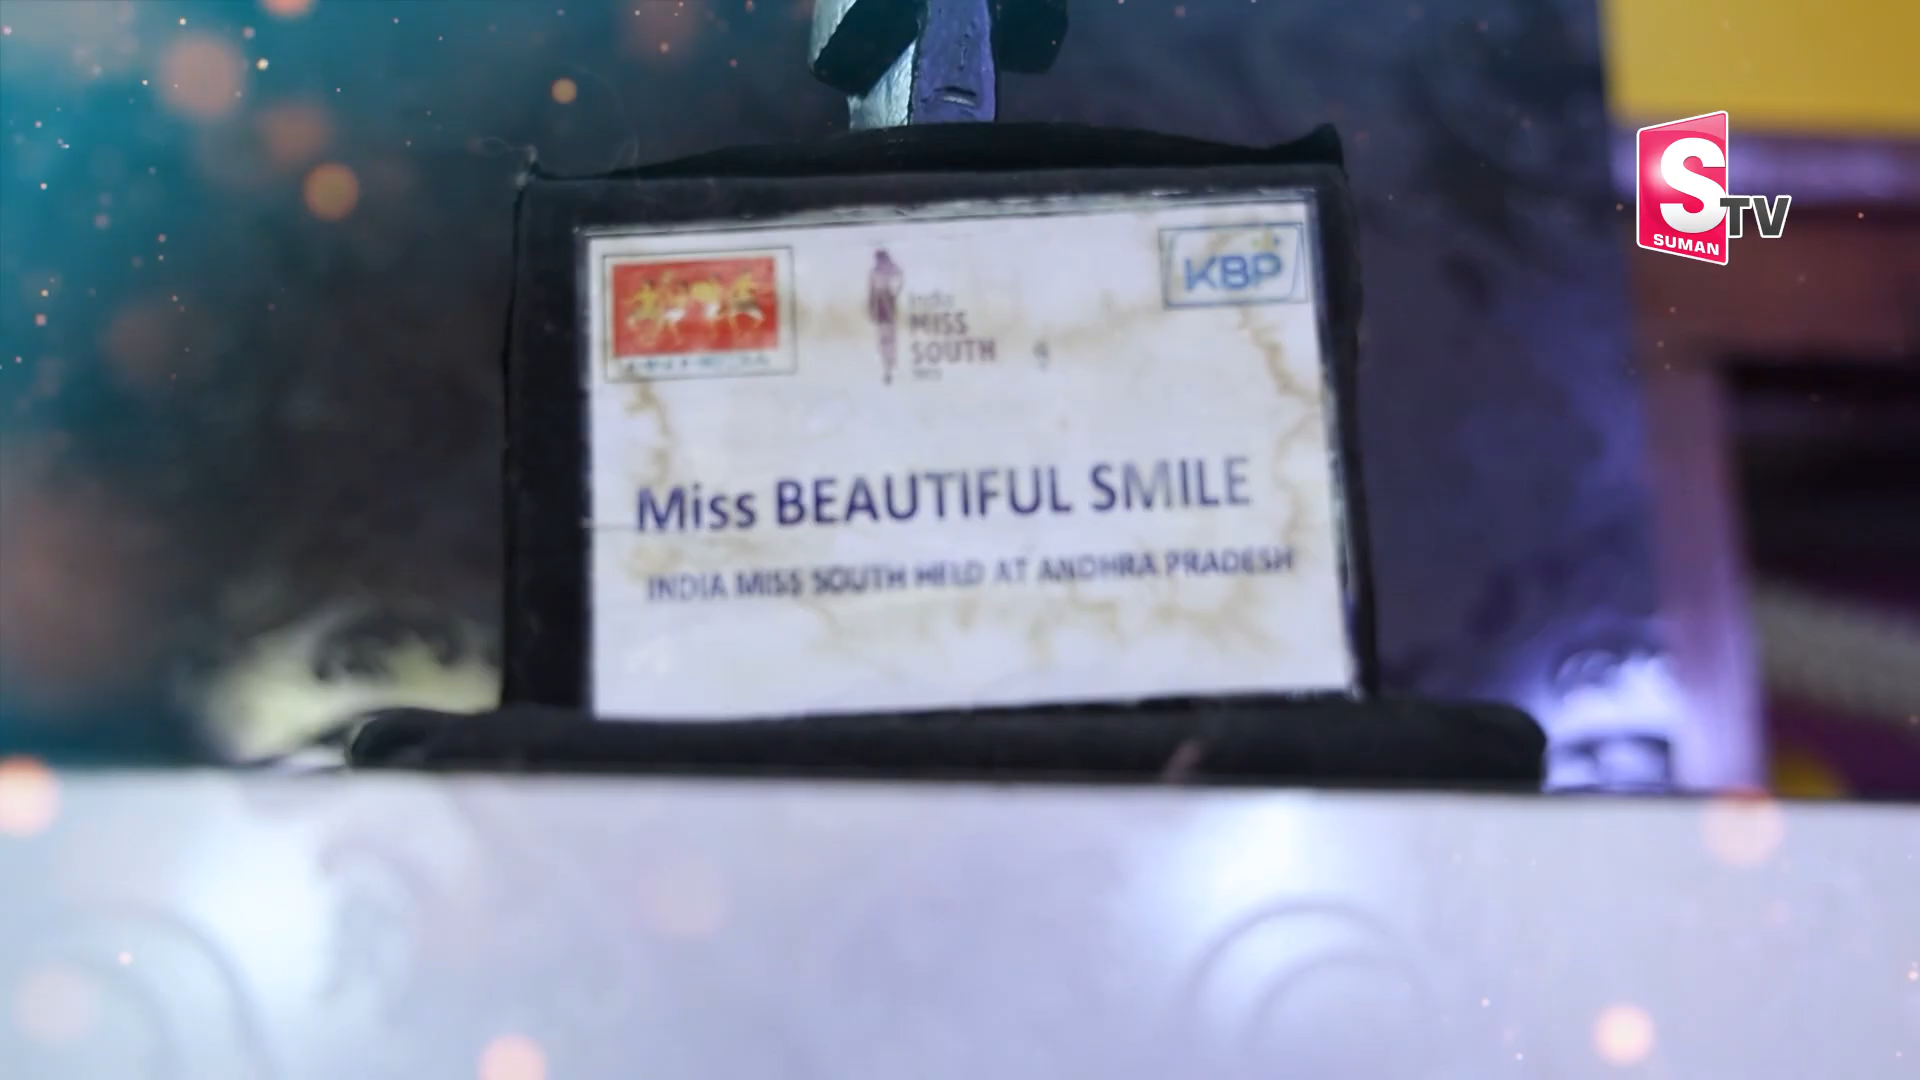 S
TV
SUMAN
KBP
India
MISS
SOUTH
Miss BEAUTIFUL SMILE
INDIA MISS SOUTH HELD AT ANDHRA PRADESH